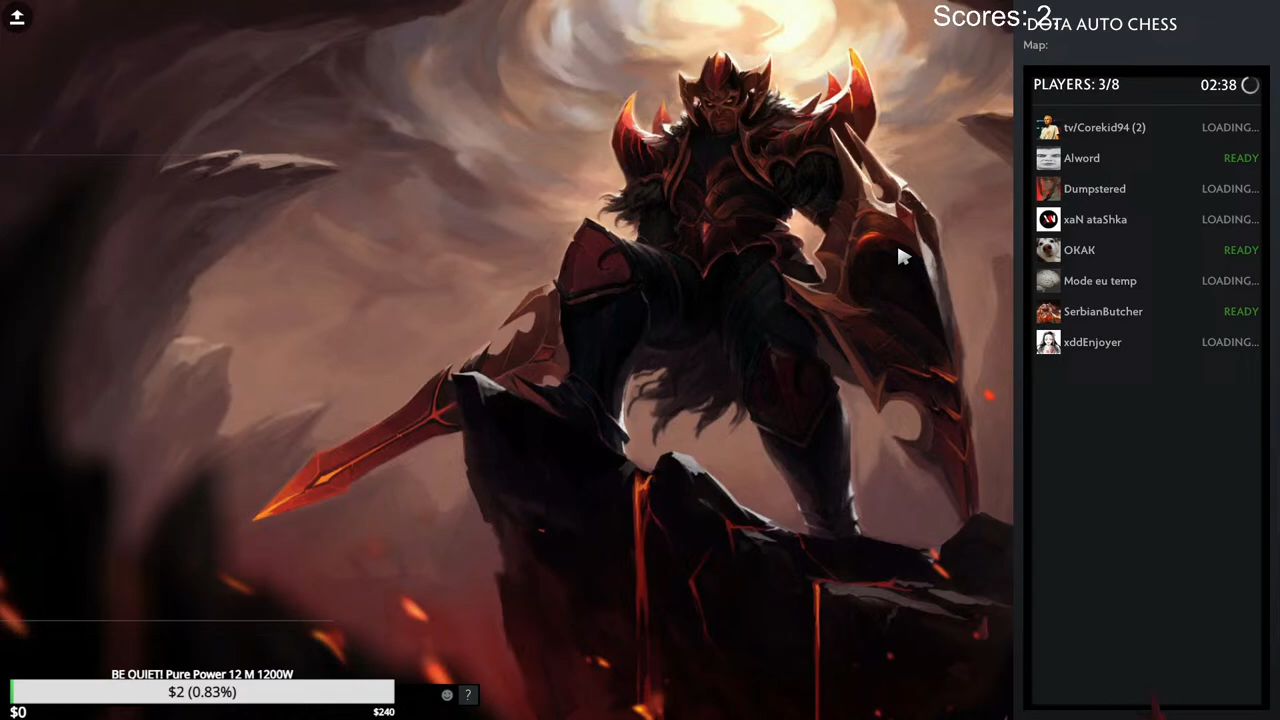 Scores: 2
DOTA AUTO CHESS
Map:
PLAYERS: 3/8 02:38
tv/Corekid94 (2) LOADING...
Alword READY
Dumpstered LOADING...
xaN ataShka LOADING...
OKAK READY
Mode eu temp LOADING...
SerbianButcher READY
xddEnjoyer LOADING...
BE QUIET! Pure Power 12 M 1200W
$2 (0.83%)
$0 $240
?